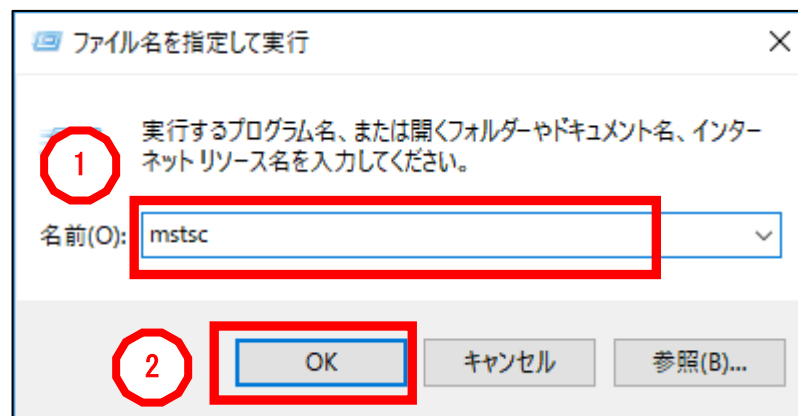 ファイル名を指定して実行
実行するプログラム名、または開くフォルダーやドキュメント名、インター
ネット リソース名を入力してください。
1
名前(O): mstsc
2 OK キャンセル 参照(B)...